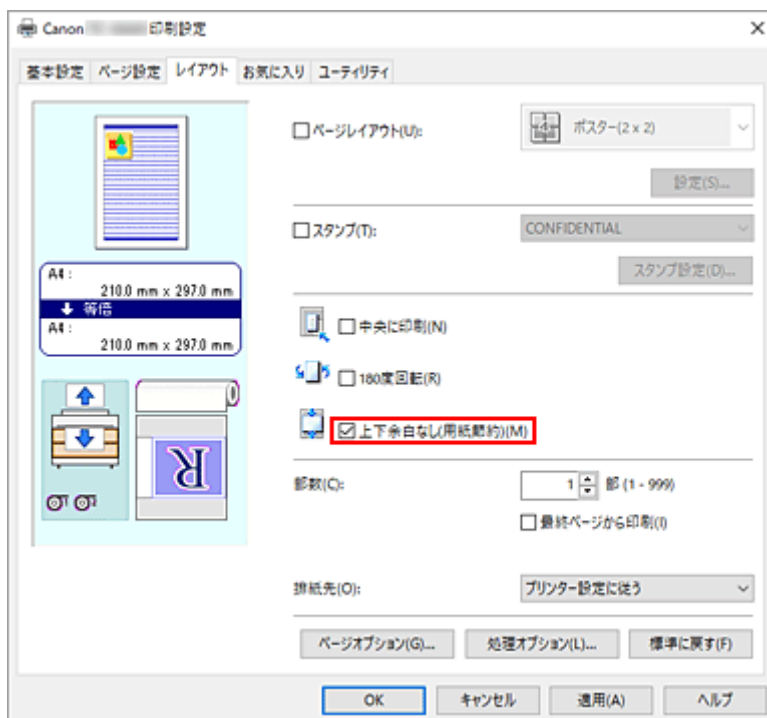 Canon 印刷設定
基本設定 ページ設定 レイアウト お気に入り ユーティリティ
ページレイアウト(U):
ポスター(2 x 2)
設定(S)...
スタンプ(T):
CONFIDENTIAL
スタンプ設定(D)...
A4 :
210.0 mm x 297.0 mm
等倍
A4 :
210.0 mm x 297.0 mm
中央に印刷(N)
180度回転(R)
上下余白なし(用紙節約)(M)
R
部数(C):
1 部 (1 - 999)
最終ページから印刷(I)
排紙先(O):
プリンター設定に従う
ページオプション(G)... 処理オプション(L)... 標準に戻す(F)
OK キャンセル 適用(A) ヘルプ